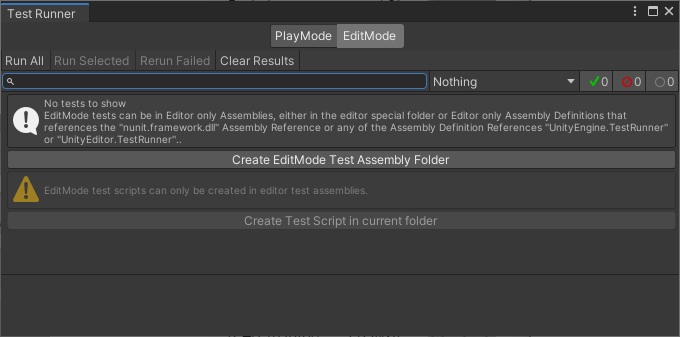 Test Runner
PlayMode EditMode
Run All Run Selected Rerun Failed Clear Results
Nothing 0 0 0
No tests to show
EditMode tests can be in Editor only Assemblies, either in the editor special folder or Editor only Assembly Definitions that
references the "nunit.framework.dll" Assembly Reference or any of the Assembly Definition References "UnityEngine.TestRunner"
or "UnityEditor.TestRunner"..
Create EditMode Test Assembly Folder
EditMode test scripts can only be created in editor test assemblies.
Create Test Script in current folder